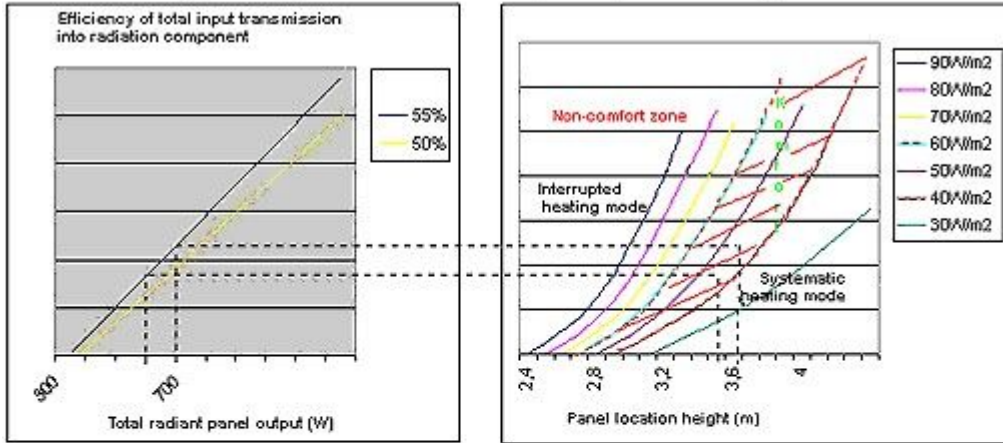 Efficiency of total input transmission
into radiation component
55%
50%
300
700
Total radiant panel output (W)
Non-comfort zone
Interrupted
heating mode
Systematic
heating mode
2,4
2,8
3,2
3,6
4
Panel location height (m)
90W/m2
80W/m2
70W/m2
60W/m2
50W/m2
40W/m2
30W/m2